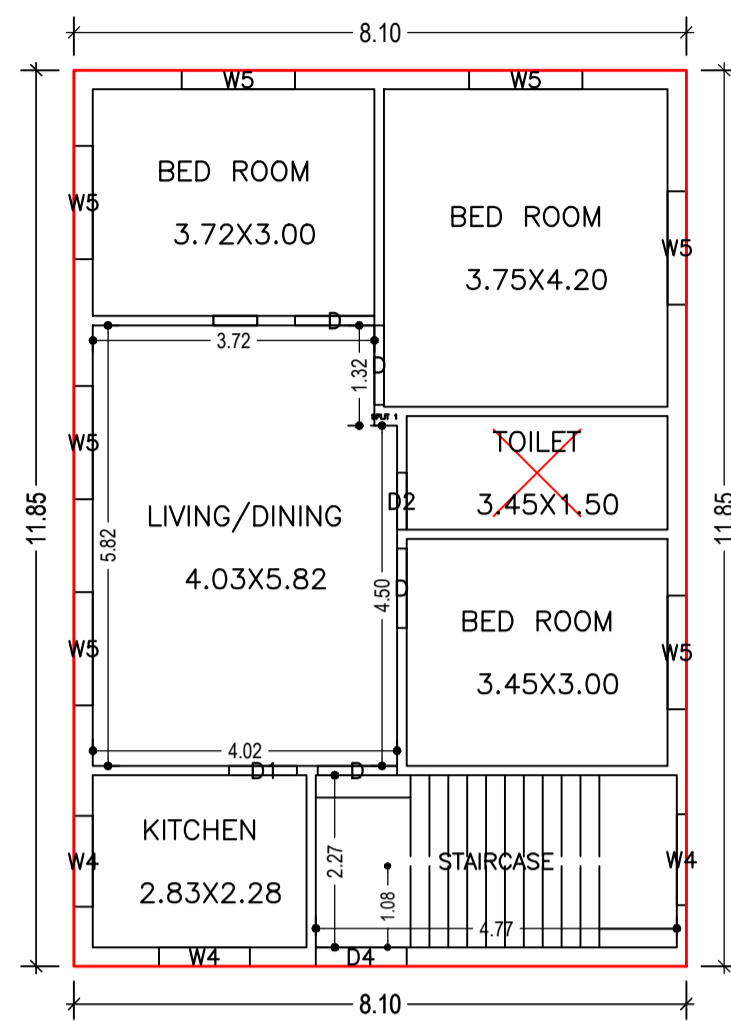 8.10
W5
W5
BED ROOM
3.72X3.00
W5
BED ROOM
3.75X4.20
W5
D
3.72
1.32
D
SPLIT 1
TOILET
3.45X1.50
W5
D2
11.85
11.85
LIVING/DINING
4.03X5.82
5.82
4.50
D
BED ROOM
3.45X3.00
W5
W5
4.02
D1
D
KITCHEN
2.83X2.28
W4
2.27
1.08
STAIRCASE
W4
4.77
W4
D4
8.10